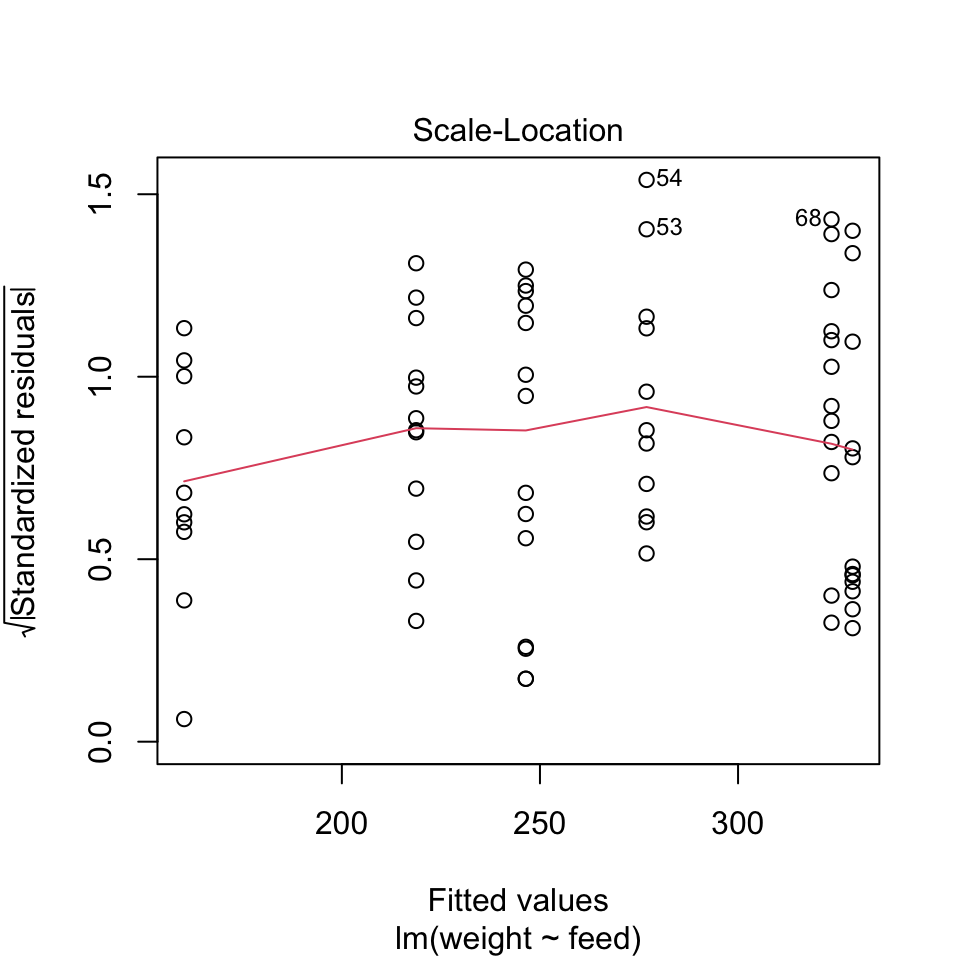 Scale-Location
√|Standardized residuals|
1.5
1.0
0.5
0.0
54
53
68
200 250 300
Fitted values
lm(weight ~ feed)